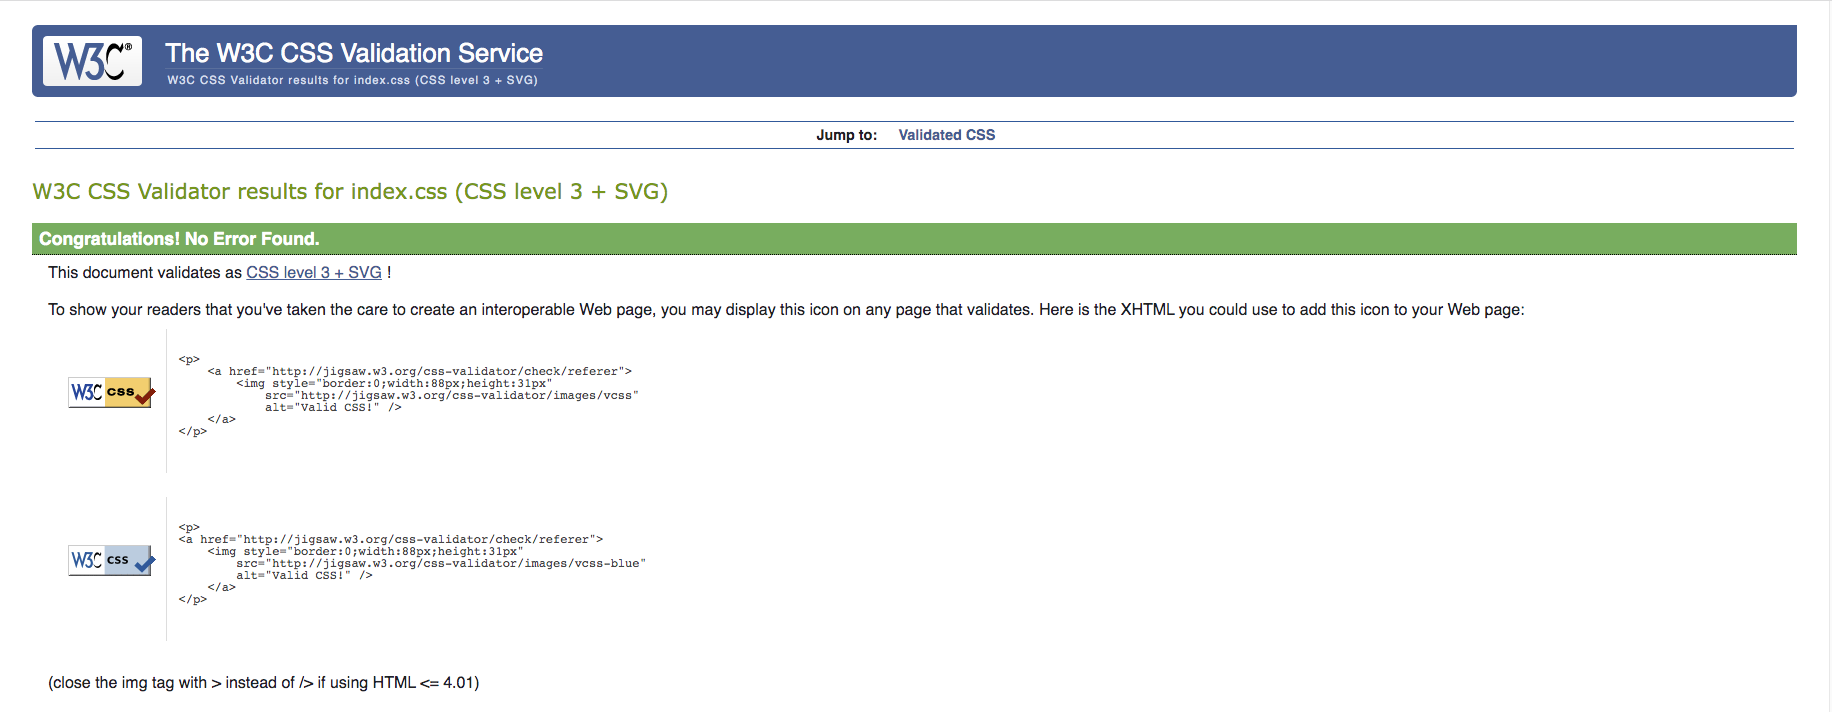 W3C®
The W3C CSS Validation Service
W3C CSS Validator results for index.css (CSS level 3 + SVG)
Jump to: Validated CSS
W3C CSS Validator results for index.css (CSS level 3 + SVG)
Congratulations! No Error Found.
This document validates as CSS level 3 + SVG !
To show your readers that you've taken the care to create an interoperable Web page, you may display this icon on any page that validates. Here is the XHTML you could use to add this icon to your Web page:
W3C css
<p>
    <a href="http://jigsaw.w3.org/css-validator/check/referer">
        <img style="border:0;width:88px;height:31px"
            src="http://jigsaw.w3.org/css-validator/images/vcss"
            alt="Valid CSS!" />
    </a>
</p>
W3C css
<p>
<a href="http://jigsaw.w3.org/css-validator/check/referer">
    <img style="border:0;width:88px;height:31px"
        src="http://jigsaw.w3.org/css-validator/images/vcss-blue"
        alt="Valid CSS!" />
    </a>
</p>
(close the img tag with > instead of /> if using HTML <= 4.01)